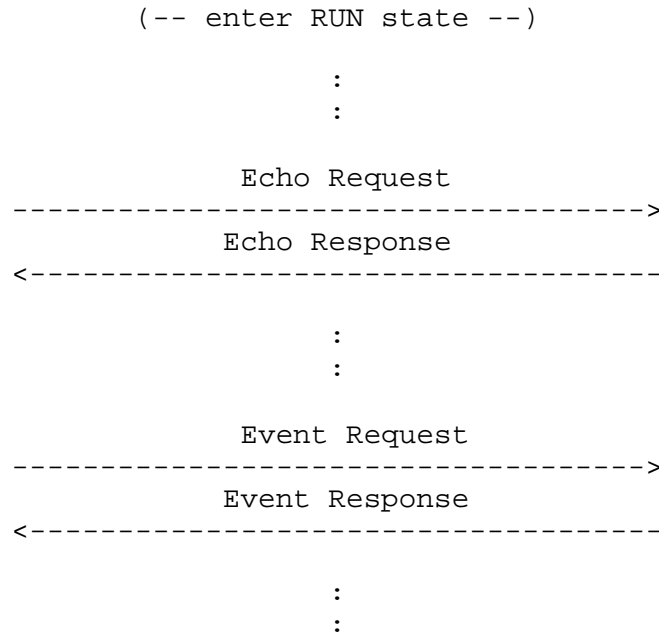 (-- enter RUN state --)
:
:
Echo Request
------------------------------------>
Echo Response
<------------------------------------
:
:
Event Request
------------------------------------>
Event Response
<------------------------------------
:
: